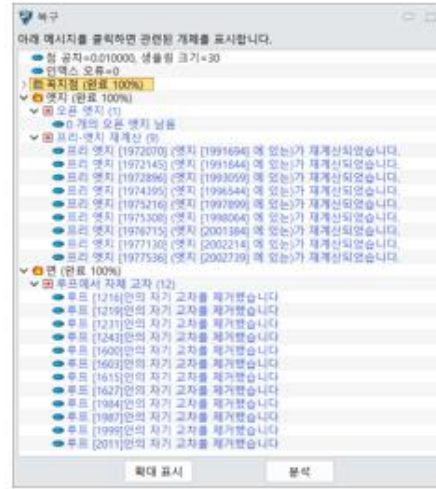 복구
아래 메시지를 클릭하면 관련된 개체를 표시합니다.
점 공차=0.010000, 샘플링 크기=30
인덱스 오류=0
꼭지점 (완료 100%)
엣지 (완료 100%)
오픈 엣지 (1)
0 개의 오픈 엣지 남음
프리-엣지 재계산 (9)
프리 엣지 [1972070] (엣지 [1991694] 에 있는)가 재계산되었습니다.
프리 엣지 [1972145] (엣지 [1991844] 에 있는)가 재계산되었습니다.
프리 엣지 [1972896] (엣지 [1993059] 에 있는)가 재계산되었습니다.
프리 엣지 [1974395] (엣지 [1996544] 에 있는)가 재계산되었습니다.
프리 엣지 [1975216] (엣지 [1997899] 에 있는)가 재계산되었습니다.
프리 엣지 [1975308] (엣지 [1998064] 에 있는)가 재계산되었습니다.
프리 엣지 [1976715] (엣지 [2001384] 에 있는)가 재계산되었습니다.
프리 엣지 [1977130] (엣지 [2002214] 에 있는)가 재계산되었습니다.
프리 엣지 [1977536] (엣지 [2002739] 에 있는)가 재계산되었습니다.
면 (완료 100%)
루프에서 자체 교차 (12)
루프 [1216]안의 자기 교차를 제거했습니다
루프 [1219]안의 자기 교차를 제거했습니다
루프 [1231]안의 자기 교차를 제거했습니다
루프 [1243]안의 자기 교차를 제거했습니다
루프 [1600]안의 자기 교차를 제거했습니다
루프 [1603]안의 자기 교차를 제거했습니다
루프 [1615]안의 자기 교차를 제거했습니다
루프 [1627]안의 자기 교차를 제거했습니다
루프 [1984]안의 자기 교차를 제거했습니다
루프 [1987]안의 자기 교차를 제거했습니다
루프 [1999]안의 자기 교차를 제거했습니다
루프 [2011]안의 자기 교차를 제거했습니다
확대 표시 분석